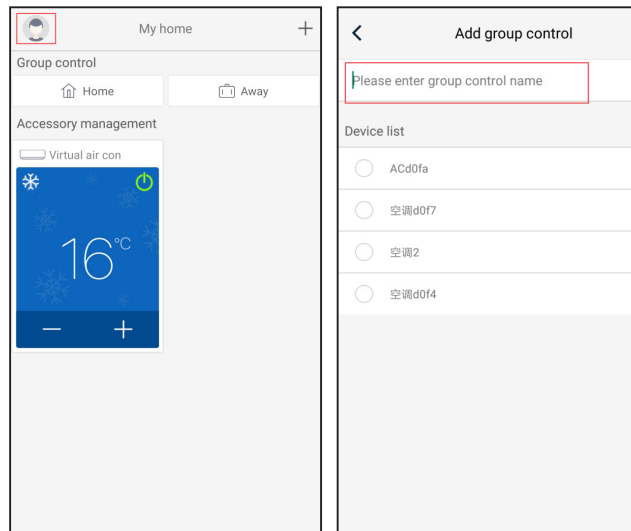 My home
Group control
Home
Away
Accessory management
Virtual air con
16°C
Add group control
Please enter group control name
Device list
ACd0fa
空调d0f7
空调2
空调d0f4